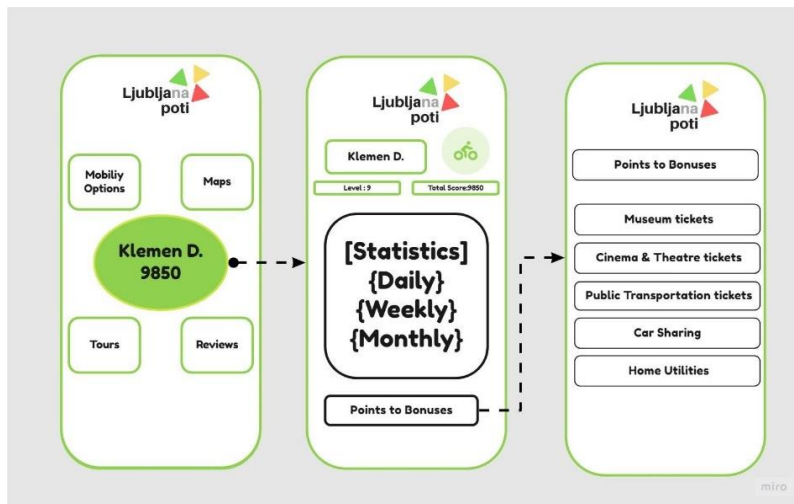 Ljubljana
poti
Mobiliy
Options
Maps
Klemen D.
9850
Tours
Reviews
Ljubljana
poti
Klemen D.
Level : 9
Total Score:9850
[Statistics]
{Daily}
{Weekly}
{Monthly}
Points to Bonuses
Ljubljana
poti
Points to Bonuses
Museum tickets
Cinema & Theatre tickets
Public Transportation tickets
Car Sharing
Home Utilities
miro